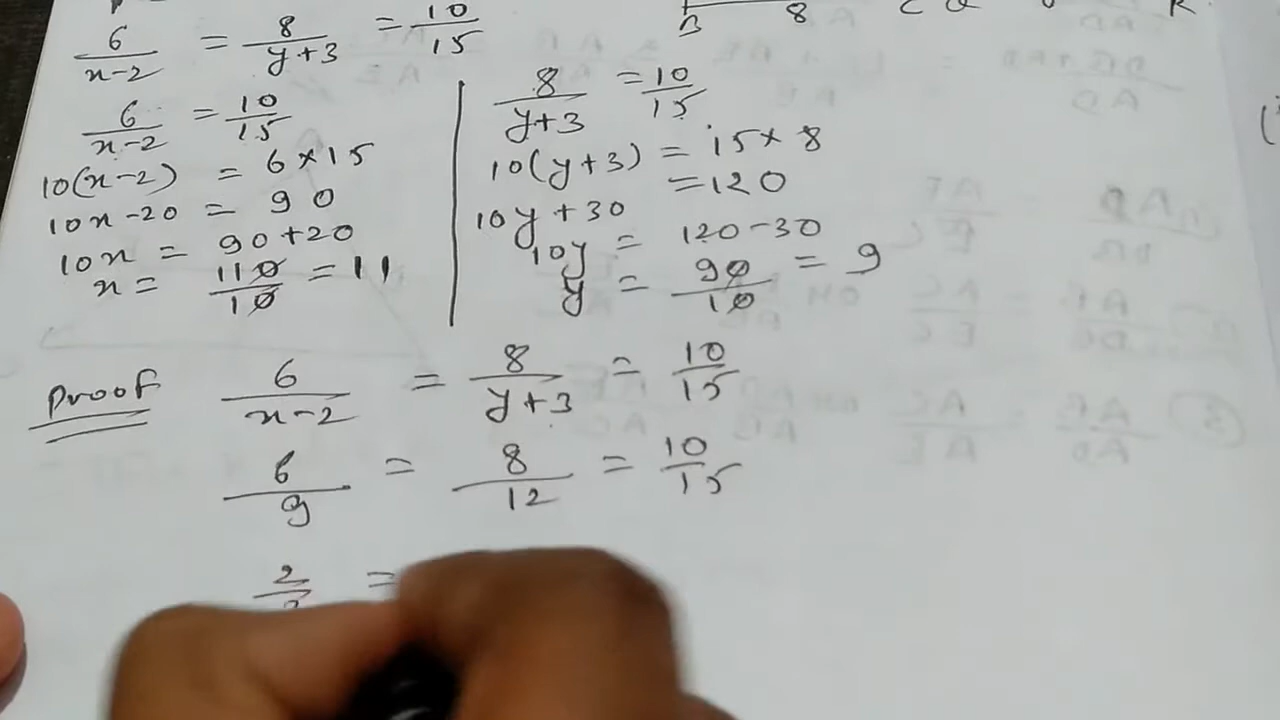 6/(x-2) = 8/(y+3) = 10/15
B 8 C Q K
6/(x-2) = 10/15
10(x-2) = 6×15
10x-20 = 90
10x = 90+20
x = 110/10 = 11
8/(y+3) = 10/15
10(y+3) = 15×8
10y+30 = 120
10y = 120-30
y = 90/10 = 9
Proof 6/(x-2) = 8/(y+3) = 10/15
6/9 = 8/12 = 10/15
2/3 =